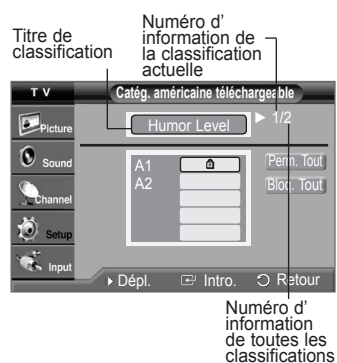 Titre de
classification
Numéro d'
information de
la classification
actuelle
T V
Catég. américaine téléchargeable
Picture
Sound
Channel
Setup
Input
Humor Level
▶ 1/2
A1
A2
Perm. Tout
Bloq. Tout
Dépl.
Intro.
Retour
Numéro d'
information
de toutes les
classifications